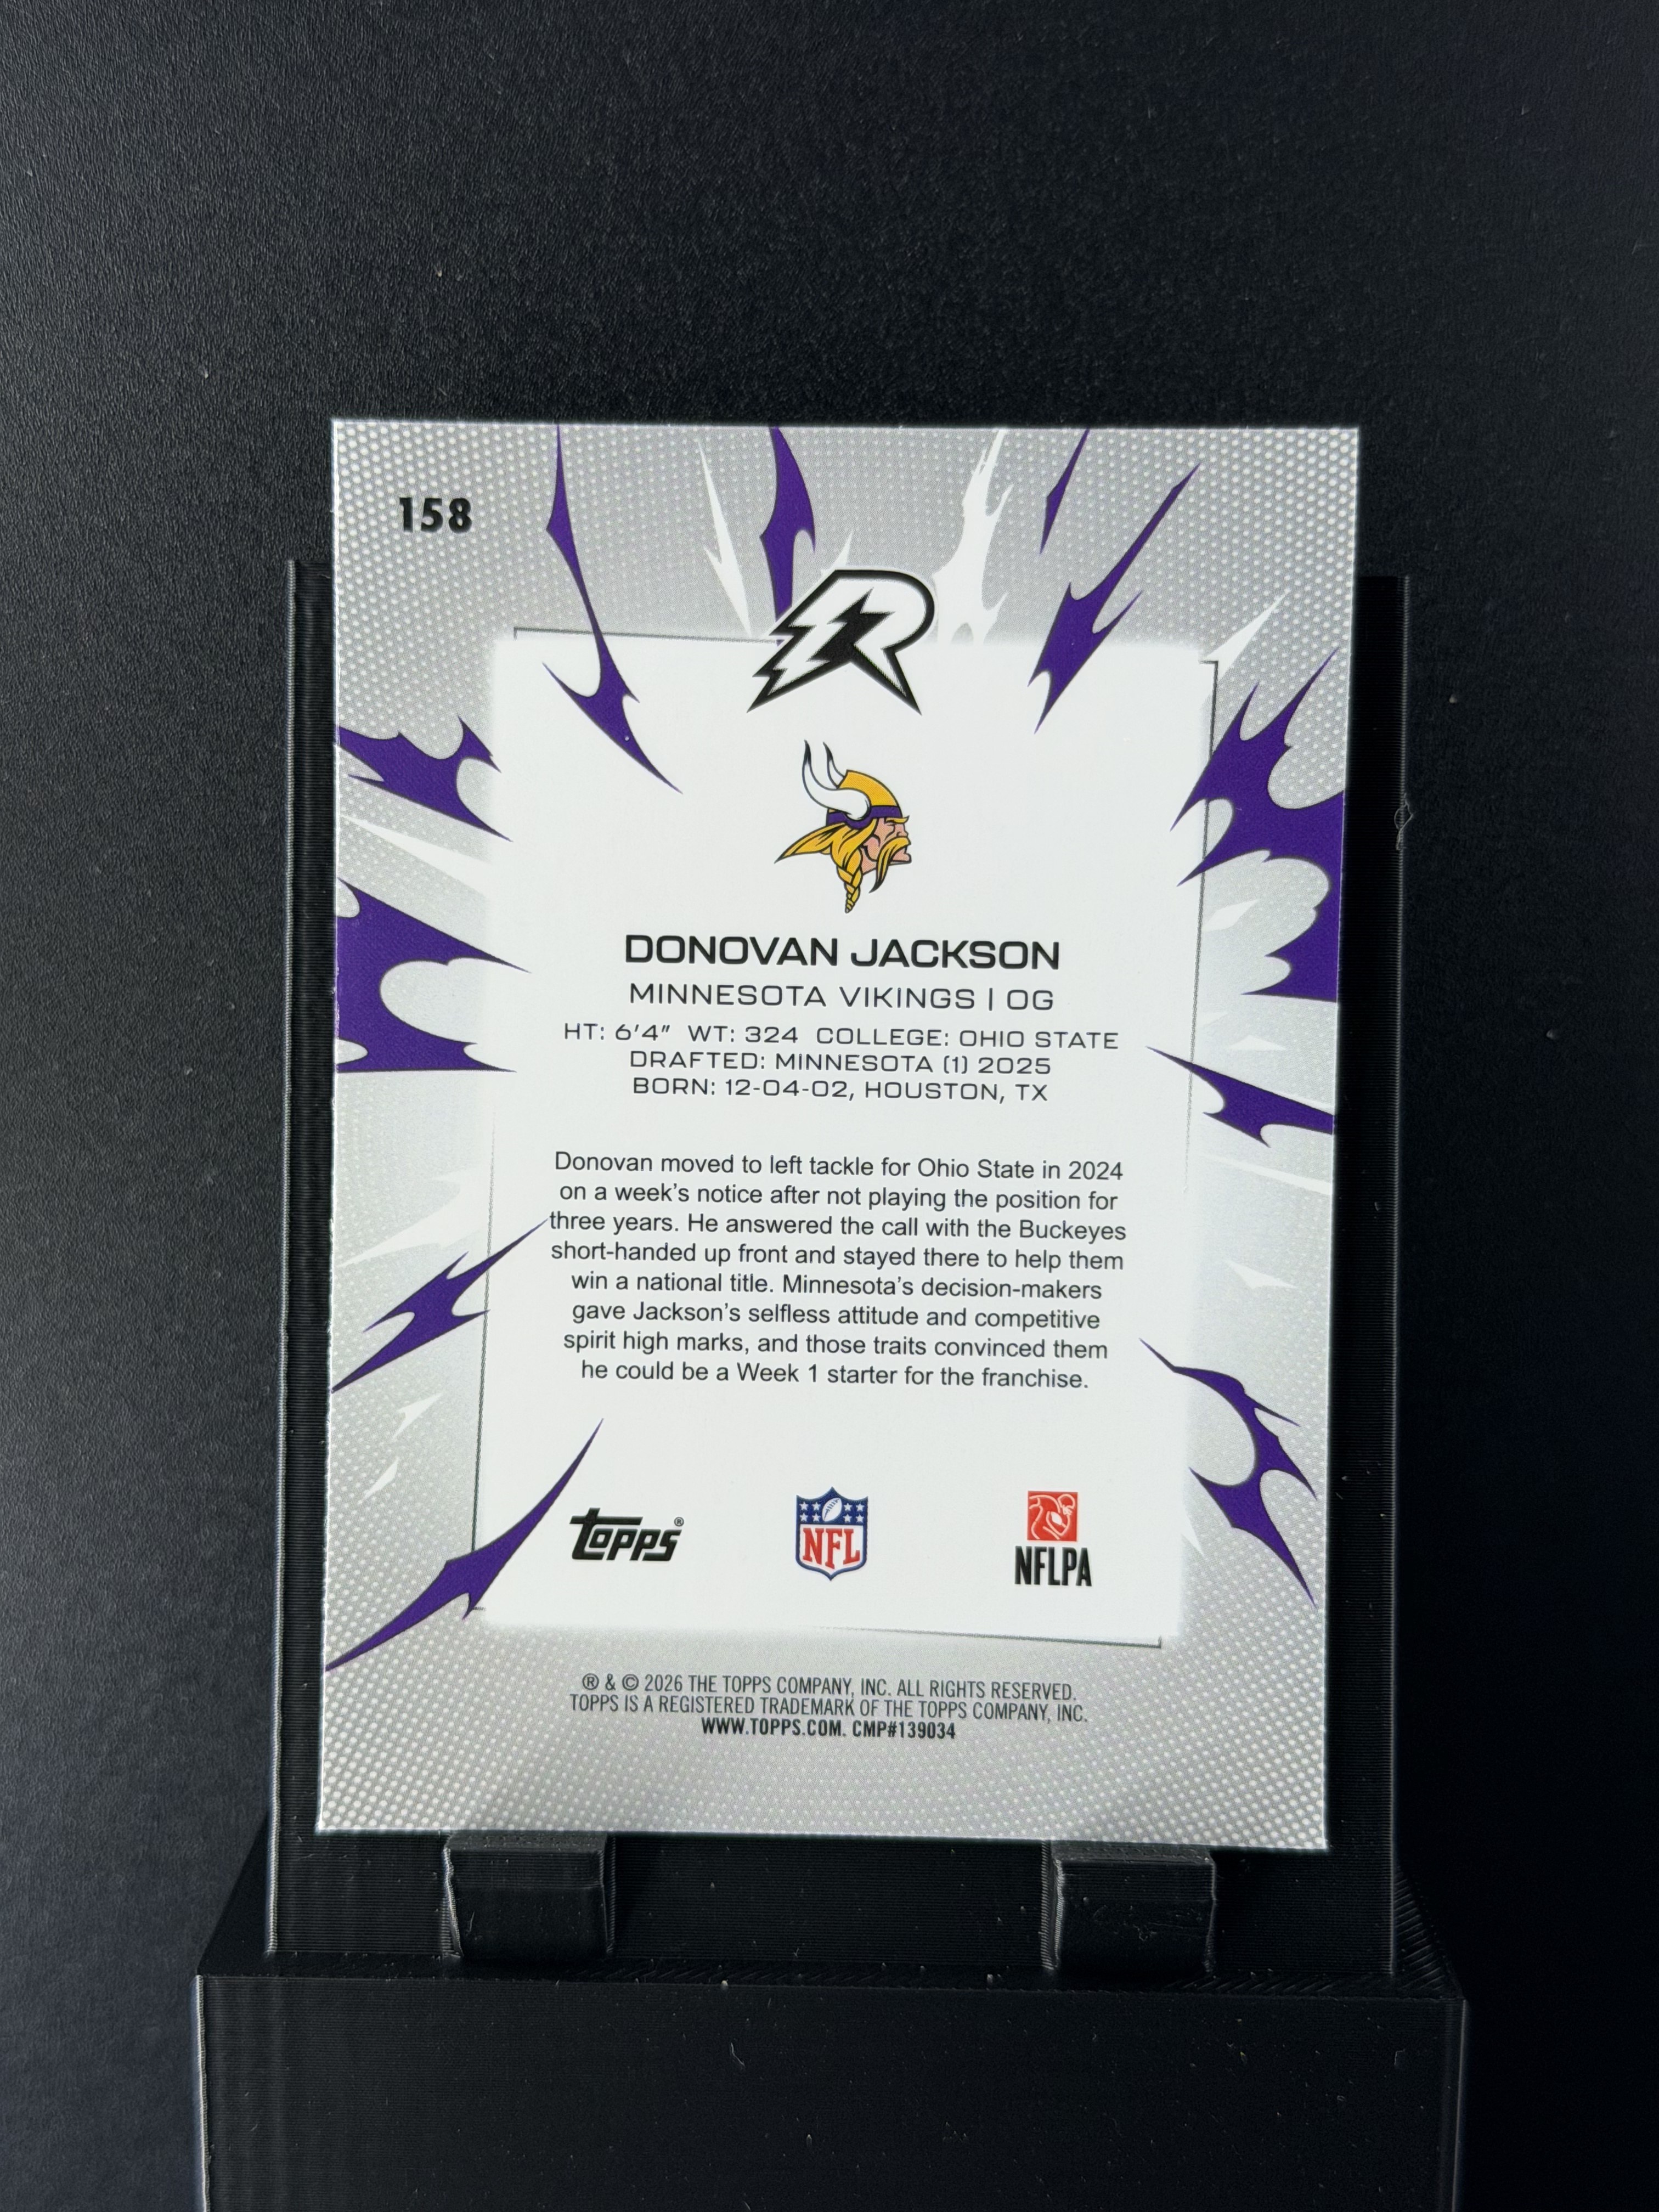 158
R
DONOVAN JACKSON
MINNESOTA VIKINGS | OG
HT: 6'4" WT: 324 COLLEGE: OHIO STATE
DRAFTED: MINNESOTA (1) 2025
BORN: 12-04-02, HOUSTON, TX
Donovan moved to left tackle for Ohio State in 2024
on a week's notice after not playing the position for
three years. He answered the call with the Buckeyes
short-handed up front and stayed there to help them
win a national title. Minnesota's decision-makers
gave Jackson's selfless attitude and competitive
spirit high marks, and those traits convinced them
he could be a Week 1 starter for the franchise.
topps® NFL NFLPA
® & © 2026 THE TOPPS COMPANY, INC. ALL RIGHTS RESERVED.
TOPPS IS A REGISTERED TRADEMARK OF THE TOPPS COMPANY, INC.
WWW.TOPPS.COM. CMP#139034